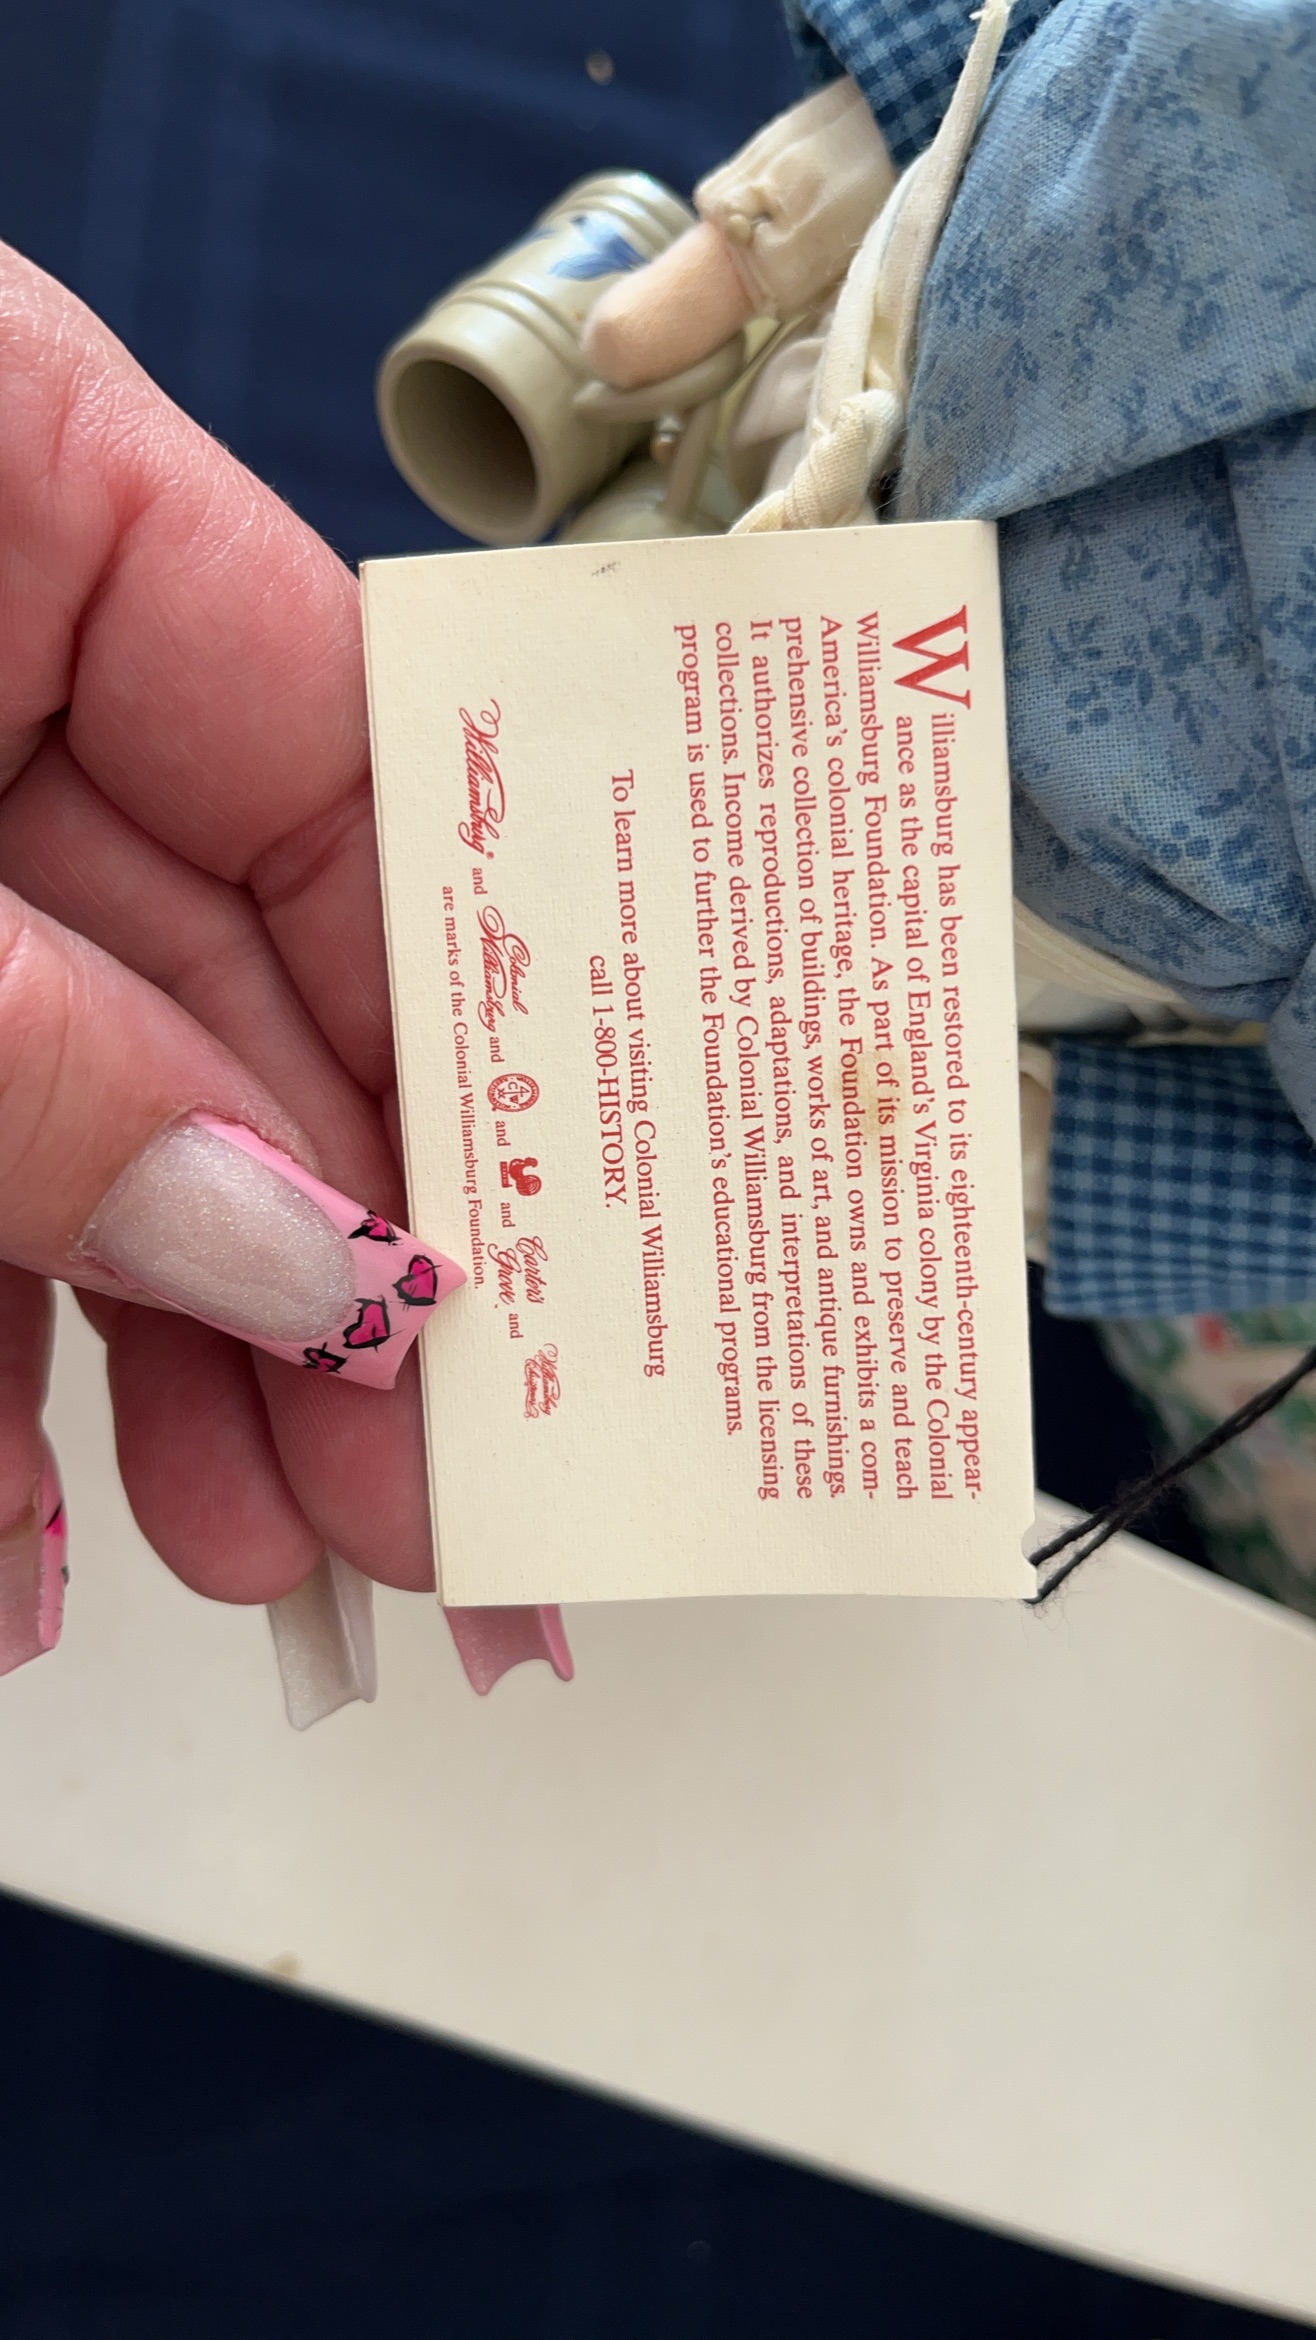 Williamsburg has been restored to its eighteenth-century appear-
ance as the capital of England's Virginia colony by the Colonial
Williamsburg Foundation. As part of its mission to preserve and teach
America's colonial heritage, the Foundation owns and exhibits a com-
prehensive collection of buildings, works of art, and antique furnishings.
It authorizes reproductions, adaptations, and interpretations of these
collections. Income derived by Colonial Williamsburg from the licensing
program is used to further the Foundation's educational programs.
To learn more about visiting Colonial Williamsburg
call 1-800-HISTORY.
Williamsburg® and Colonial Williamsburg and CW and and Carter's Grove. and Williamsburg Christmas
are marks of the Colonial Williamsburg Foundation.